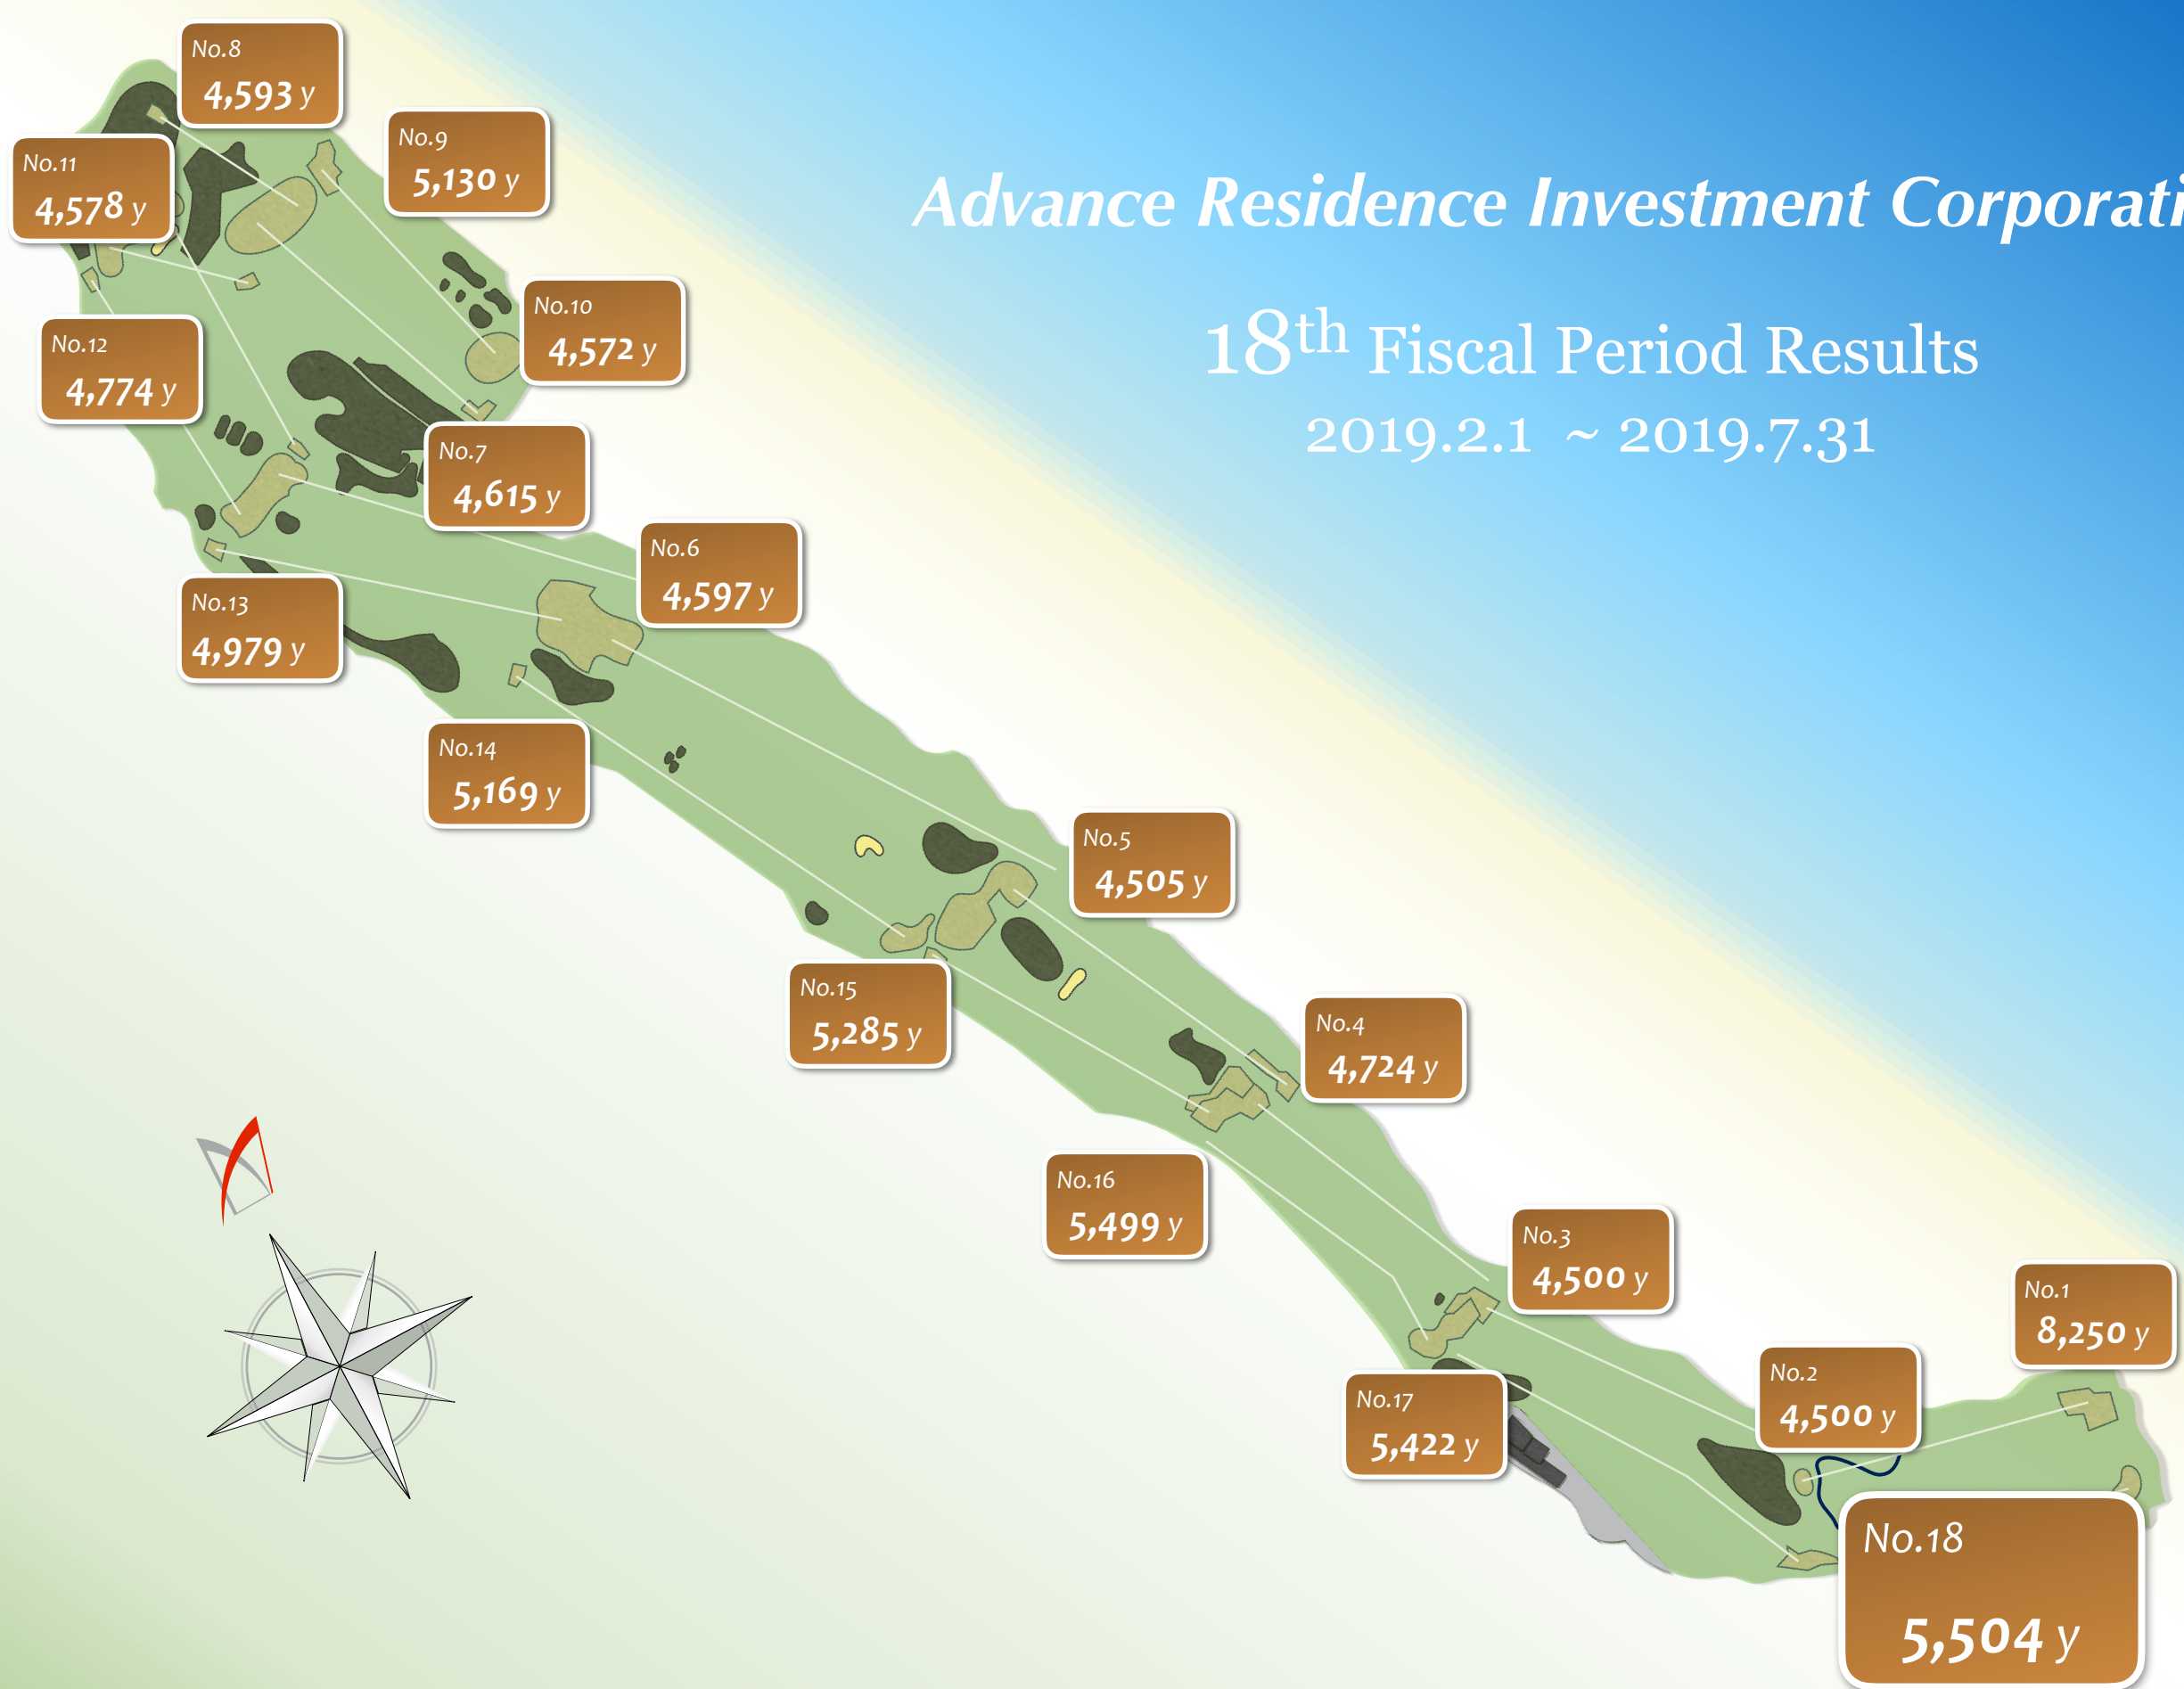 No.8
4,593 y
No.9
5,130 y
No.11
4,578 y
Advance Residence Investment Corporati
No.10
4,572 y
18th Fiscal Period Results
2019.2.1 ~ 2019.7.31
No.12
4,774 y
No.7
4,615 y
No.6
4,597 y
No.13
4,979 y
No.14
5,169 y
No.5
4,505 y
No.15
5,285 y
No.4
4,724 y
No.16
5,499 y
No.3
4,500 y
No.1
8,250 y
No.2
4,500 y
No.17
5,422 y
No.18
5,504 y